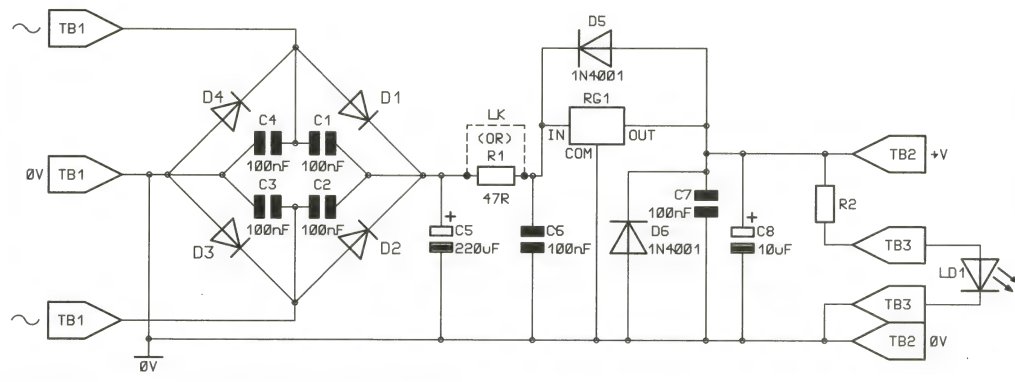 TB1
D5
1N4001
D4
D1
LK
RG1
C4
C1
(OR)
IN
OUT
100nF
100nF
R1
COM
TB2
+V
0V
TB1
C3
C2
47R
C7
R2
100nF
100nF
C5
+
C6
100nF
D6
C8
+
D3
D2
220uF
100nF
1N4001
10uF
TB3
LD1
TB1
TB3
TB2
0V
0V